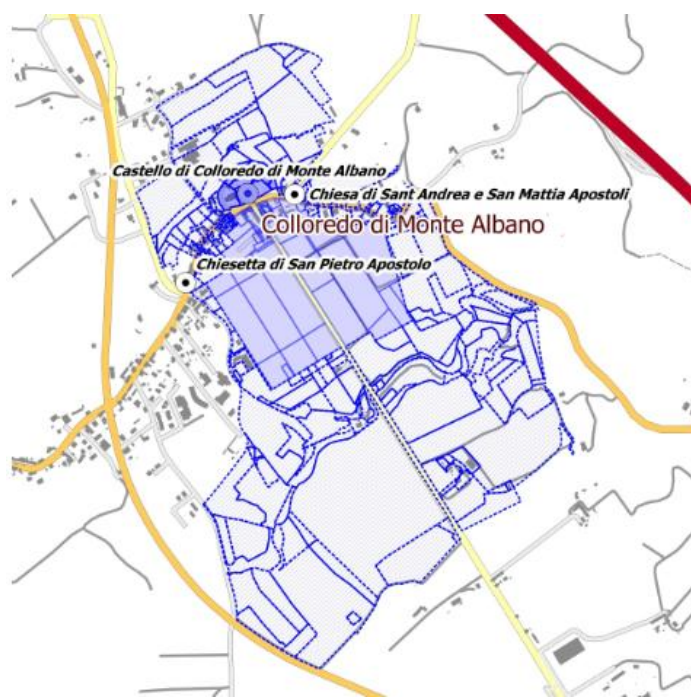 Castello di Colloredo di Monte Albano
Chiesa di Sant Andrea e San Mattia Apostoli
Colloredo di Monte Albano
Chiesetta di San Pietro Apostolo